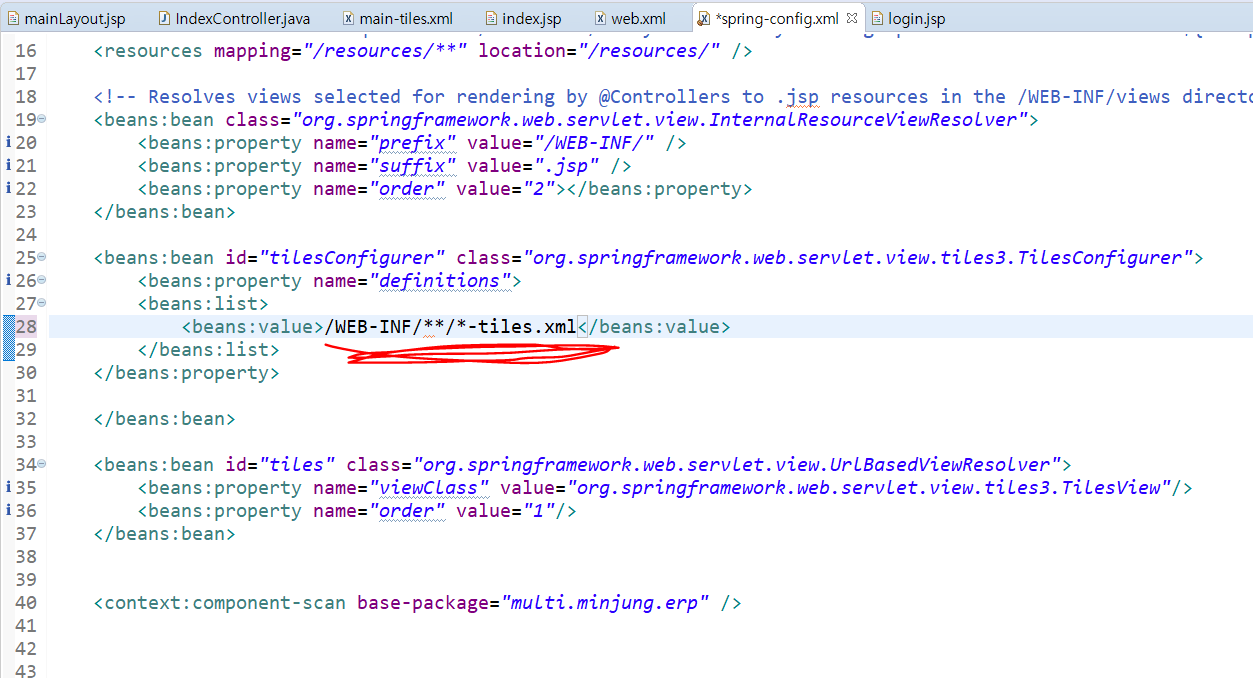 mainLayout.jsp IndexController.java main-tiles.xml index.jsp web.xml *spring-config.xml login.jsp
16 <resources mapping="/resources/**" location="/resources/" />
17
18 <!-- Resolves views selected for rendering by @Controllers to .jsp resources in the /WEB-INF/views directo
19 <beans:bean class="org.springframework.web.servlet.view.InternalResourceViewResolver">
20 <beans:property name="prefix" value="/WEB-INF/" />
21 <beans:property name="suffix" value=".jsp" />
22 <beans:property name="order" value="2"></beans:property>
23 </beans:bean>
24
25 <beans:bean id="tilesConfigurer" class="org.springframework.web.servlet.view.tiles3.TilesConfigurer">
26 <beans:property name="definitions">
27 <beans:list>
28 <beans:value>/WEB-INF/**/*-tiles.xml</beans:value>
29 </beans:list>
30 </beans:property>
31
32 </beans:bean>
33
34 <beans:bean id="tiles" class="org.springframework.web.servlet.view.UrlBasedViewResolver">
35 <beans:property name="viewClass" value="org.springframework.web.servlet.view.tiles3.TilesView"/>
36 <beans:property name="order" value="1"/>
37 </beans:bean>
38
39
40 <context:component-scan base-package="multi.minjung.erp" />
41
42
43